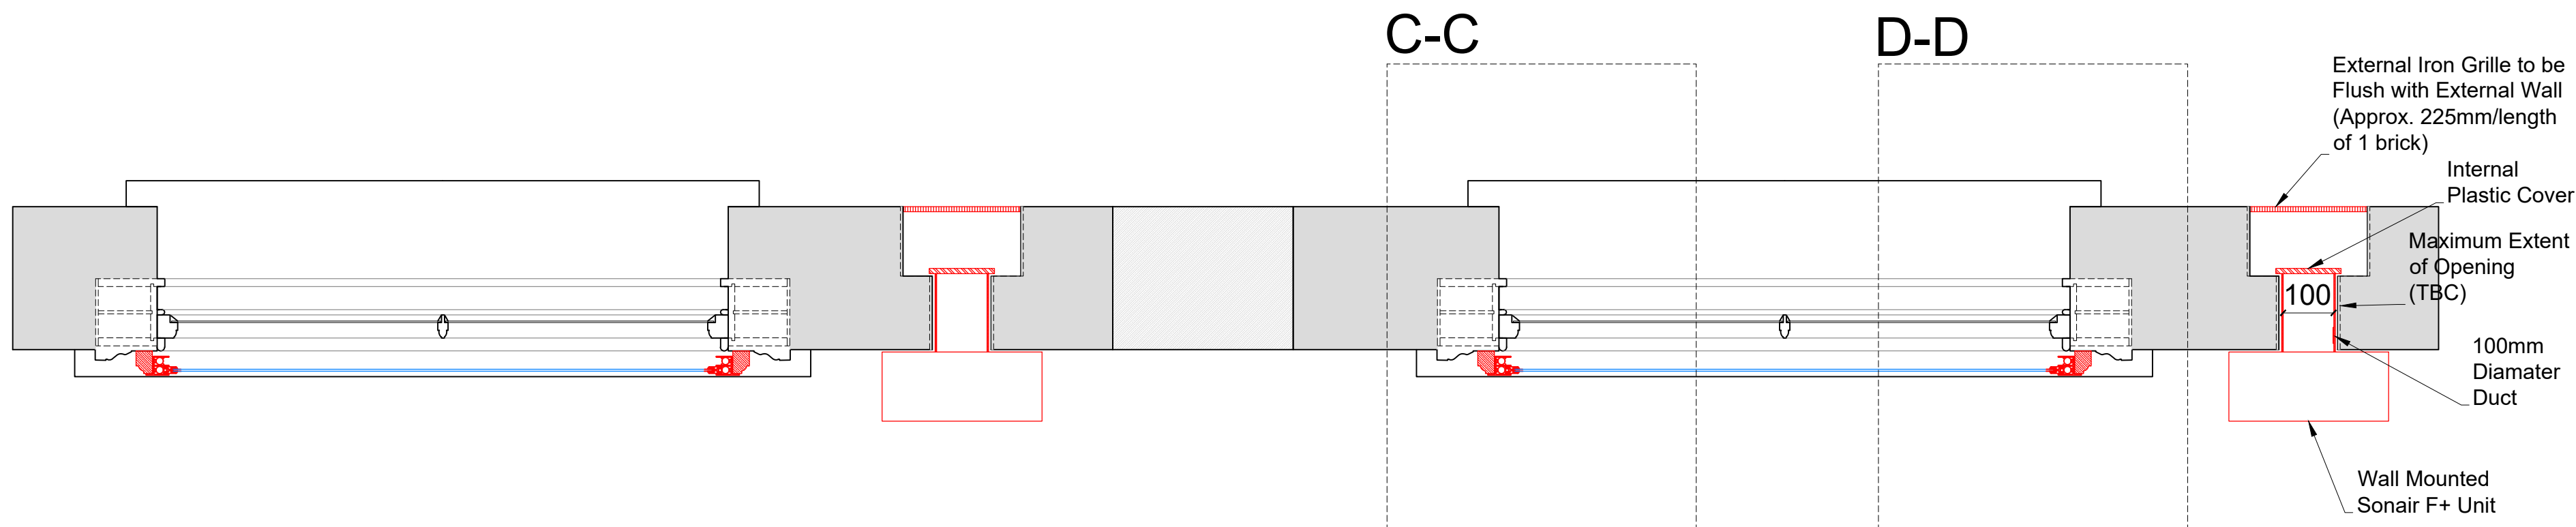 C-C
D-D
External Iron Grille to be
Flush with External Wall
(Approx. 225mm/length
of 1 brick)
Internal
Plastic Cover
Maximum Extent
of Opening
(TBC)
100
100mm
Diamater
Duct
Wall Mounted
Sonair F+ Unit